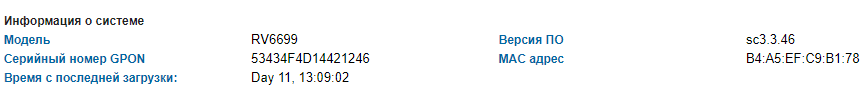 Информация о системе
Модель RV6699 Версия ПО sc3.3.46
Серийный номер GPON 53434F4D14421246 MAC адрес B4:A5:EF:C9:B1:78
Время с последней загрузки: Day 11, 13:09:02